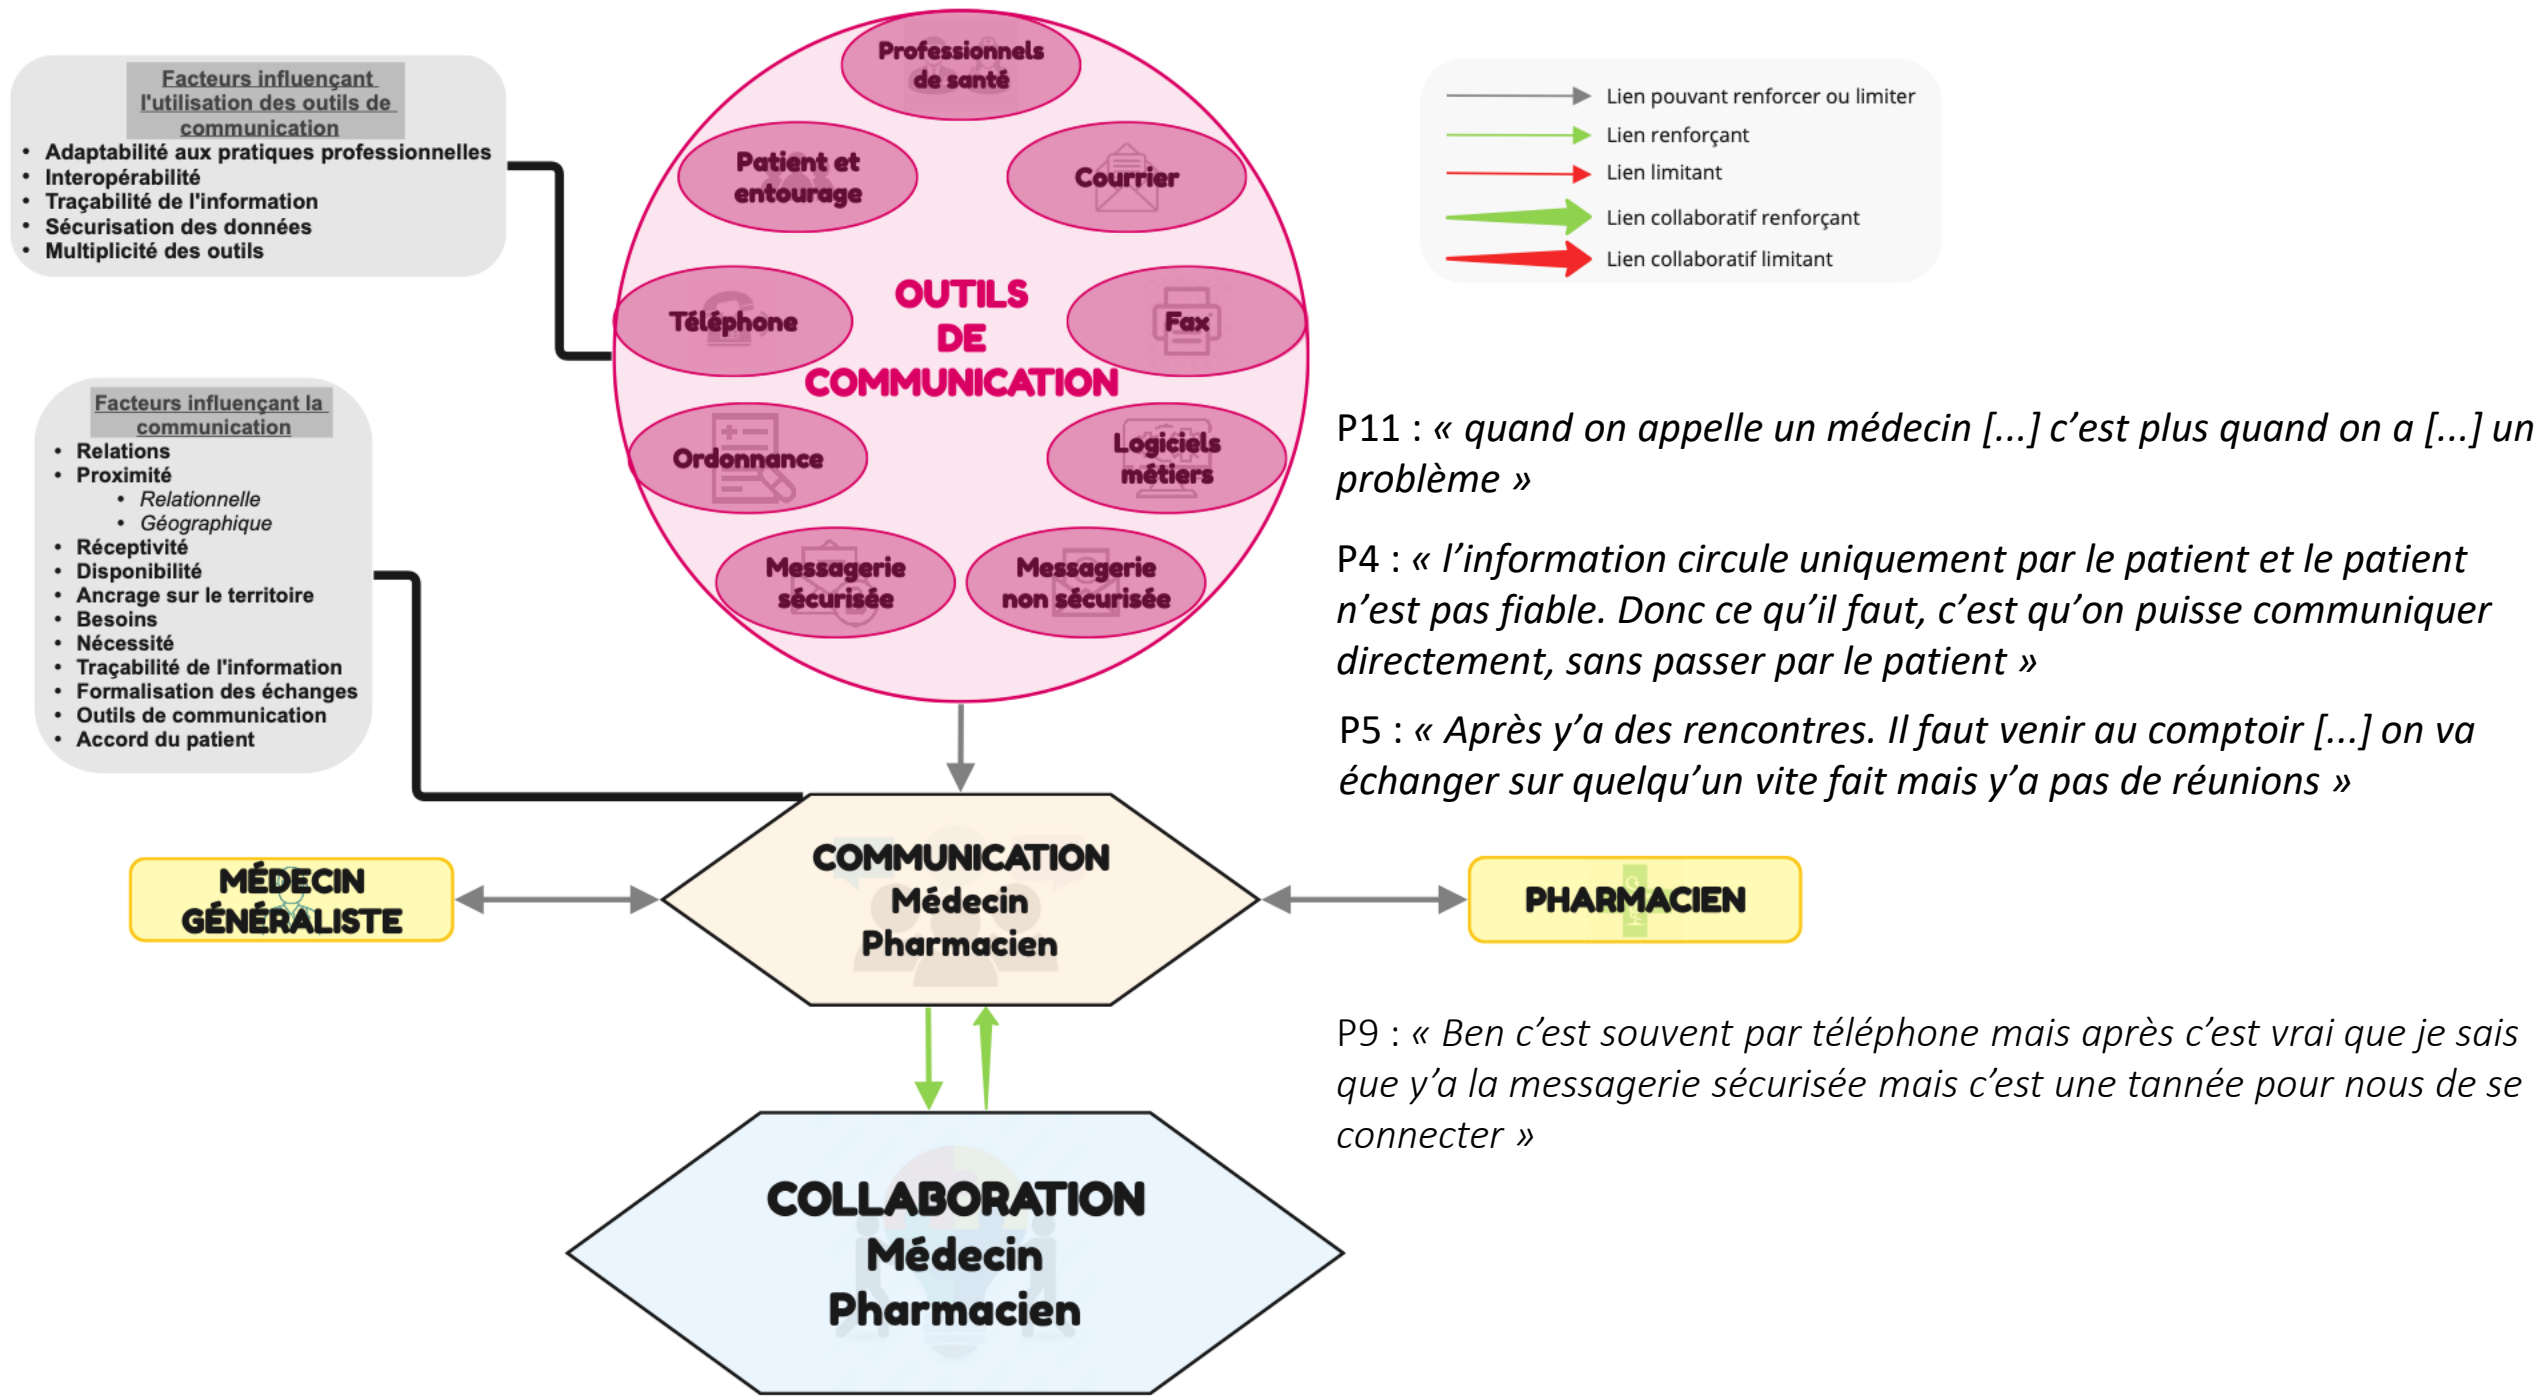 Facteurs influençant
l'utilisation des outils de
communication
• Adaptabilité aux pratiques professionnelles
• Interopérabilité
• Traçabilité de l'information
• Sécurisation des données
• Multiplicité des outils
Facteurs influençant la
communication
• Relations
• Proximité
• Relationnelle
• Géographique
• Réceptivité
• Disponibilité
• Ancrage sur le territoire
• Besoins
• Nécessité
• Traçabilité de l'information
• Formalisation des échanges
• Outils de communication
• Accord du patient
Professionnels
de santé
Patient et
entourage
Courrier
Téléphone
OUTILS
DE
COMMUNICATION
Fax
Ordonnance
Logiciels
métiers
Messagerie
sécurisée
Messagerie
non sécurisée
Lien pouvant renforcer ou limiter
Lien renforçant
Lien limitant
Lien collaboratif renforçant
Lien collaboratif limitant
P11 : « quand on appelle un médecin [...] c’est plus quand on a [...] un
problème »
P4 : « l’information circule uniquement par le patient et le patient
n’est pas fiable. Donc ce qu’il faut, c’est qu’on puisse communiquer
directement, sans passer par le patient »
P5 : « Après y’a des rencontres. Il faut venir au comptoir [...] on va
échanger sur quelqu’un vite fait mais y’a pas de réunions »
MÉDECIN
GÉNÉRALISTE
COMMUNICATION
Médecin
Pharmacien
PHARMACIEN
P9 : « Ben c’est souvent par téléphone mais après c’est vrai que je sais
que y’a la messagerie sécurisée mais c’est une tannée pour nous de se
connecter »
COLLABORATION
Médecin
Pharmacien